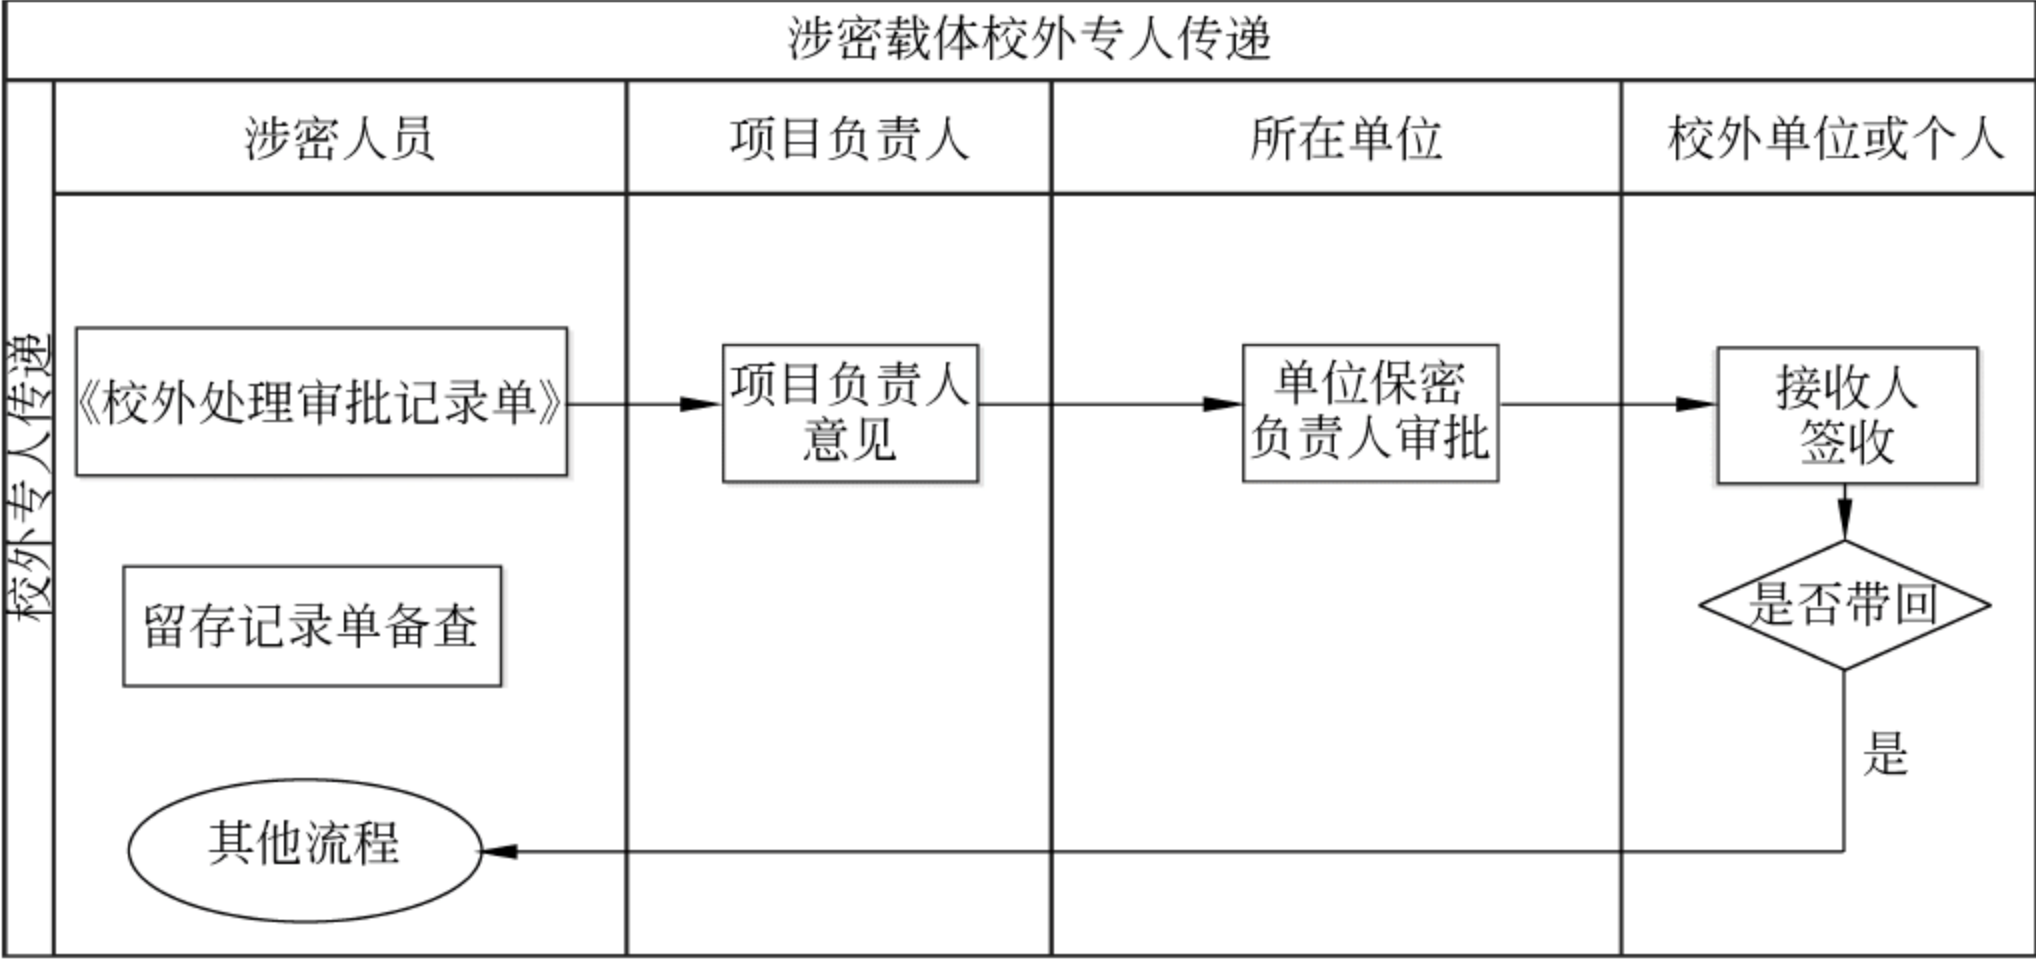 涉密载体校外专人传递
涉密人员
项目负责人
所在单位
校外单位或个人
校外专人传递
《校外处理审批记录单》
项目负责人
意见
单位保密
负责人审批
接收人
签收
是否带回
留存记录单备查
是
其他流程